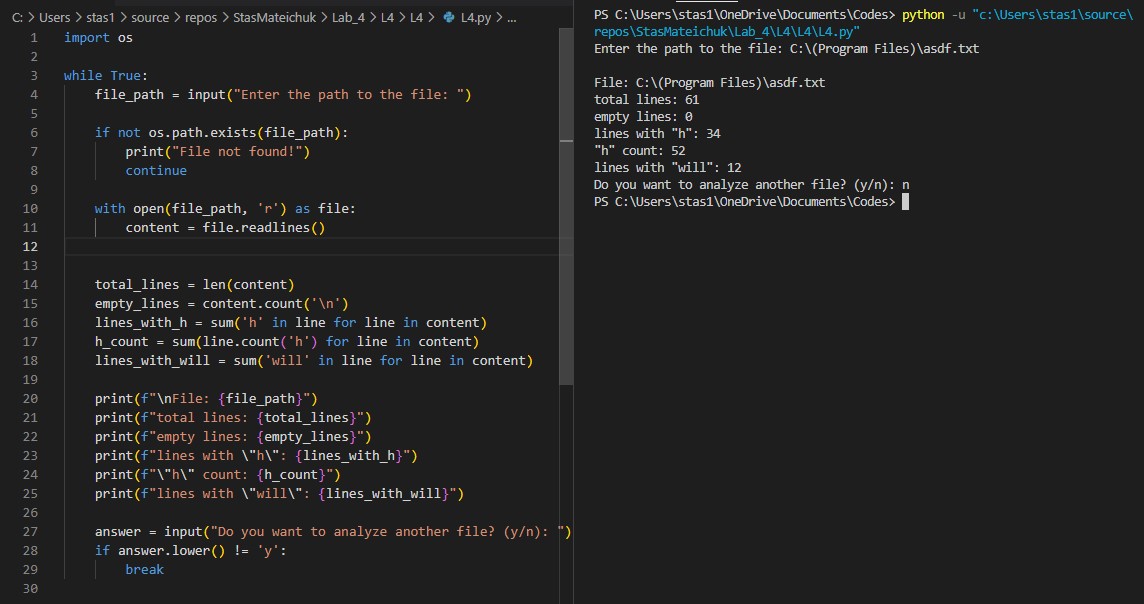 C: > Users > stas1 > source > repos > StasMateichuk > Lab_4 > L4 > L4 > L4.py > ...
1 import os
2
3 while True:
4 file_path = input("Enter the path to the file: ")
5
6 if not os.path.exists(file_path):
7 print("File not found!")
8 continue
9
10 with open(file_path, 'r') as file:
11 content = file.readlines()
12
13
14 total_lines = len(content)
15 empty_lines = content.count('\n')
16 lines_with_h = sum('h' in line for line in content)
17 h_count = sum(line.count('h') for line in content)
18 lines_with_will = sum('will' in line for line in content)
19
20 print(f"\nFile: {file_path}")
21 print(f"total lines: {total_lines}")
22 print(f"empty lines: {empty_lines}")
23 print(f"lines with \"h\": {lines_with_h}")
24 print(f"\"h\" count: {h_count}")
25 print(f"lines with \"will\": {lines_with_will}")
26
27 answer = input("Do you want to analyze another file? (y/n): ")
28 if answer.lower() != 'y':
29 break
30
PS C:\Users\stas1\OneDrive\Documents\Codes> python -u "c:\Users\stas1\source\
repos\StasMateichuk\Lab_4\L4\L4\L4.py"
Enter the path to the file: C:\(Program Files)\asdf.txt

File: C:\(Program Files)\asdf.txt
total lines: 61
empty lines: 0
lines with "h": 34
"h" count: 52
lines with "will": 12
Do you want to analyze another file? (y/n): n
PS C:\Users\stas1\OneDrive\Documents\Codes>